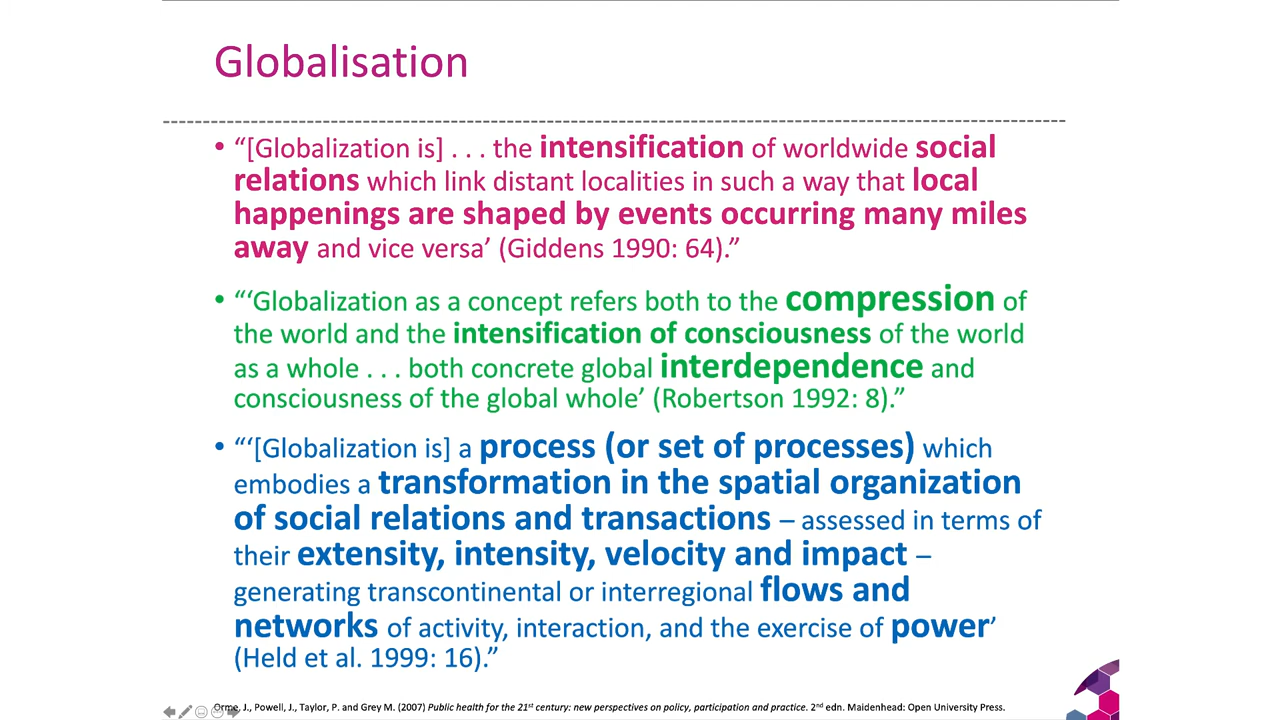 Globalisation
• “[Globalization is] . . . the intensification of worldwide social
relations which link distant localities in such a way that local
happenings are shaped by events occurring many miles
away and vice versa’ (Giddens 1990: 64).”
• “‘Globalization as a concept refers both to the compression of
the world and the intensification of consciousness of the world
as a whole . . . both concrete global interdependence and
consciousness of the global whole’ (Robertson 1992: 8).”
• “‘[Globalization is] a process (or set of processes) which
embodies a transformation in the spatial organization
of social relations and transactions – assessed in terms of
their extensity, intensity, velocity and impact –
generating transcontinental or interregional flows and
networks of activity, interaction, and the exercise of power’
(Held et al. 1999: 16).”
Orme, J., Powell, J., Taylor, P. and Grey M. (2007) Public health for the 21st century: new perspectives on policy, participation and practice. 2nd edn. Maidenhead: Open University Press.